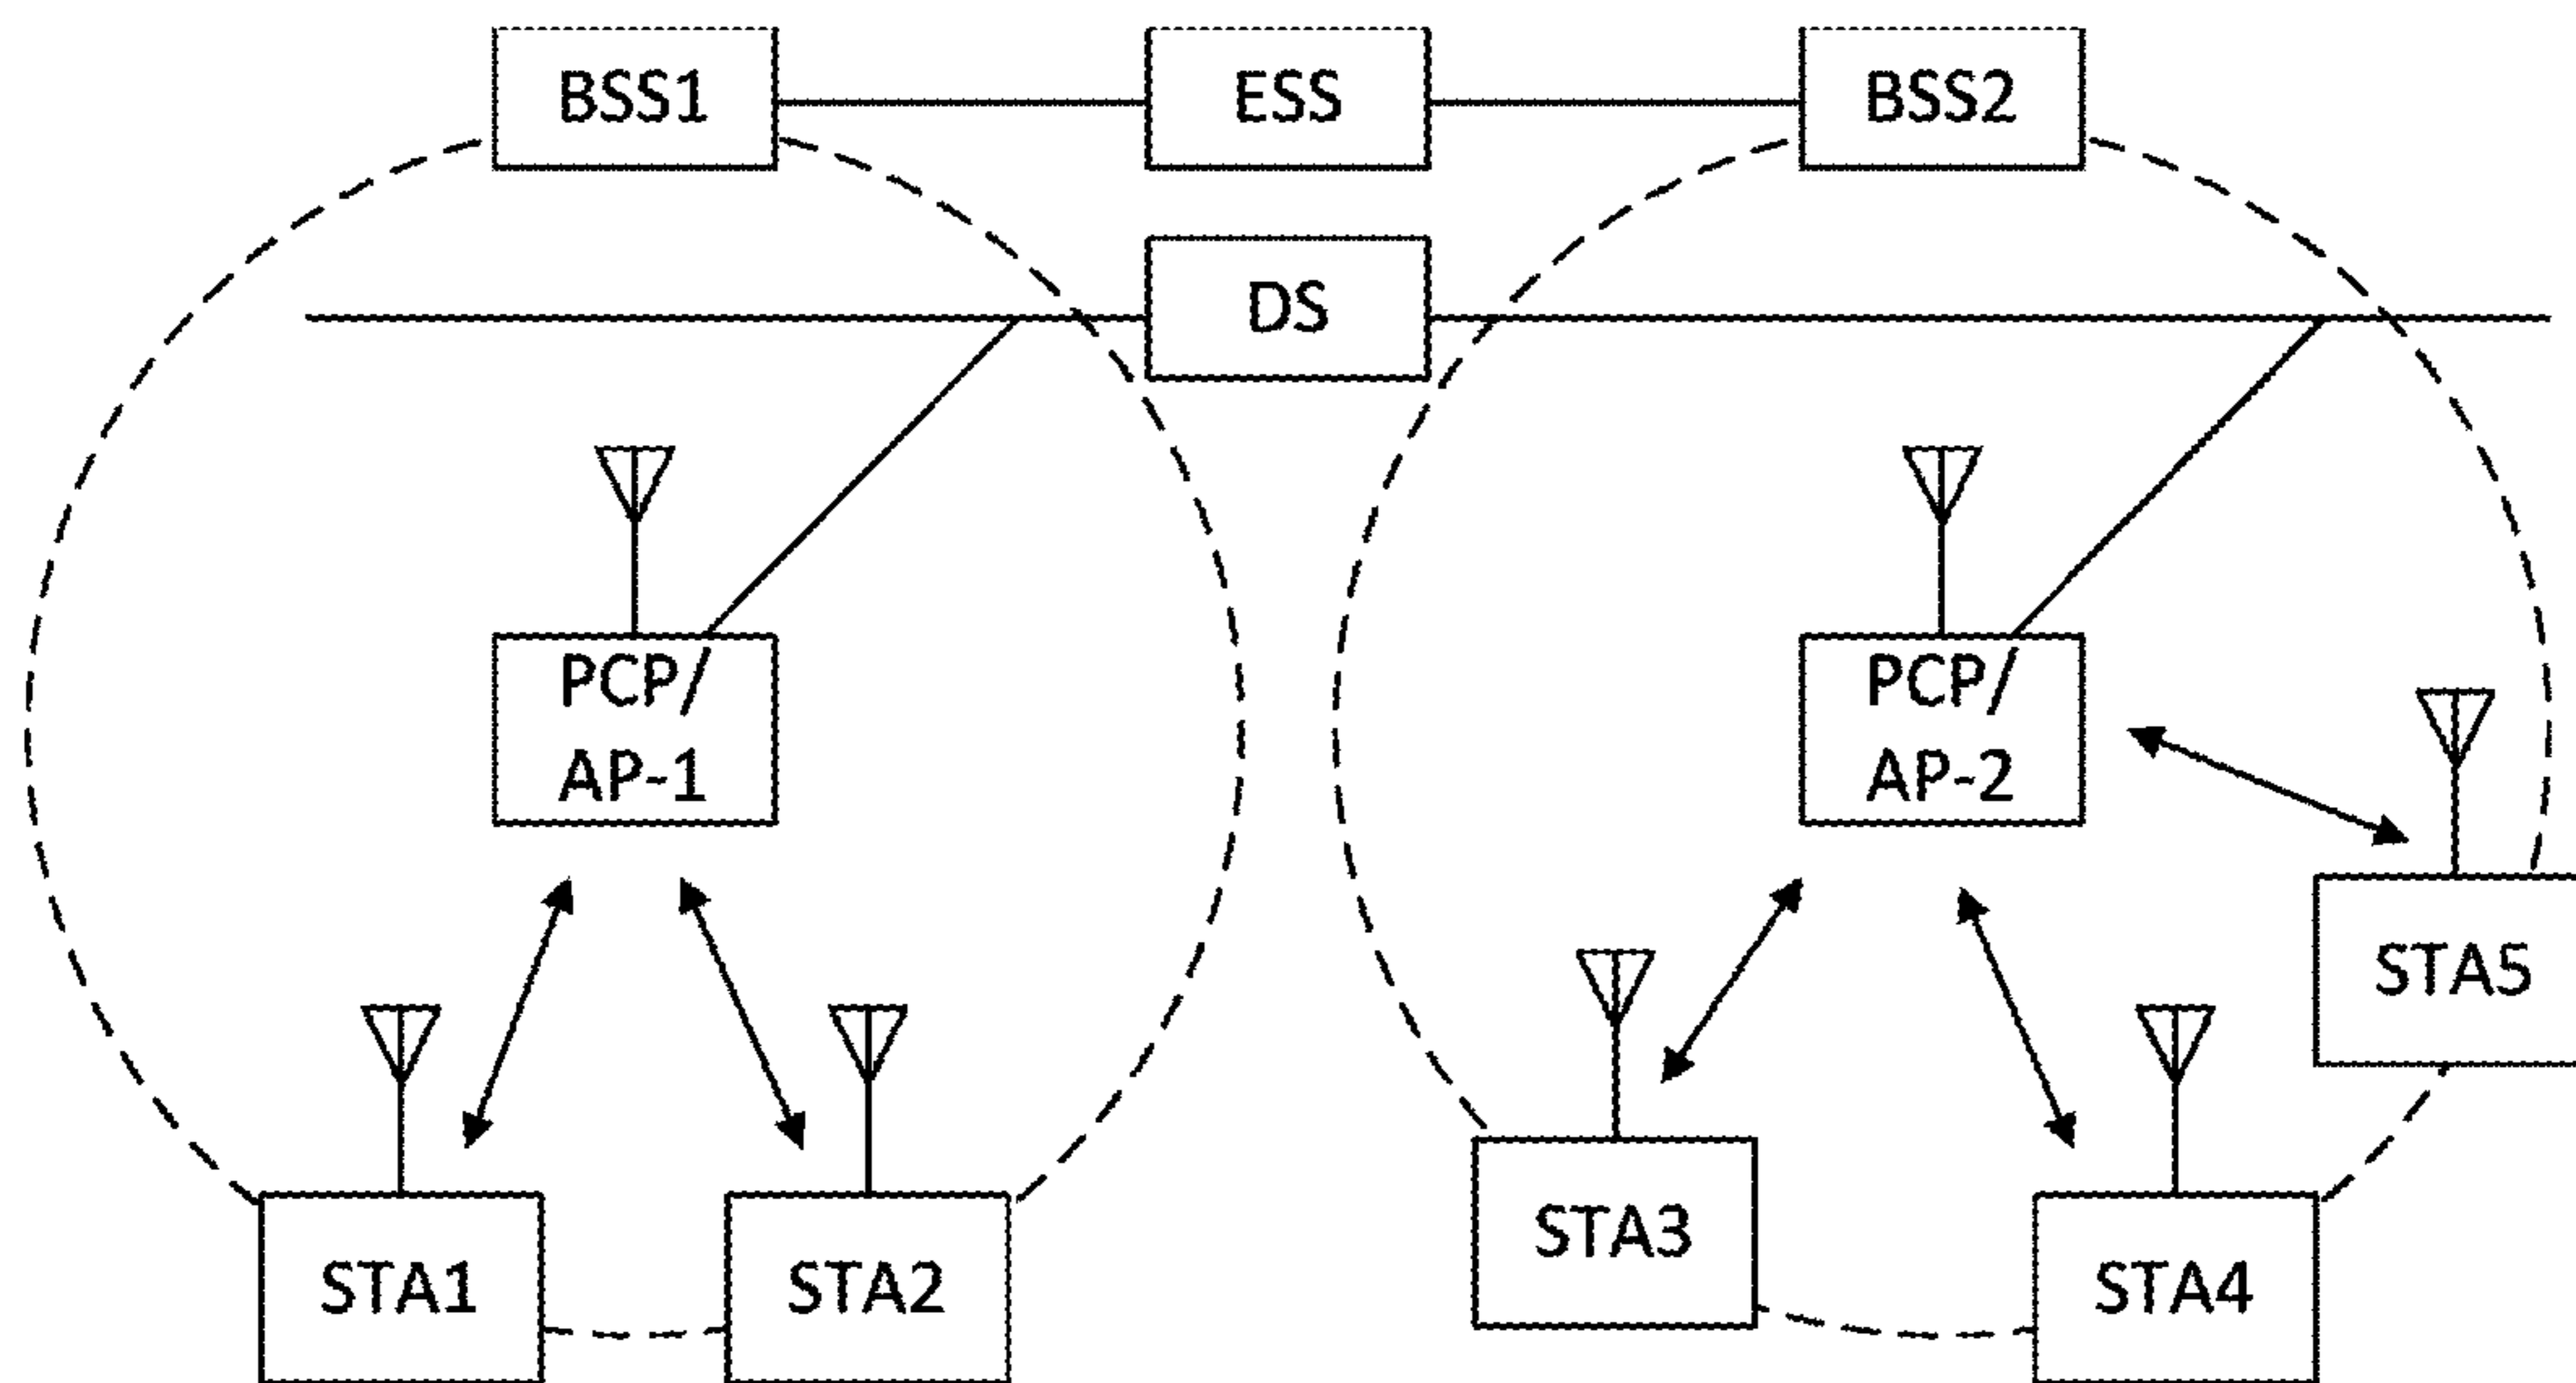 BSS1
ESS
BSS2
DS
PCP/
AP-1
PCP/
AP-2
STA1
STA2
STA3
STA4
STA5